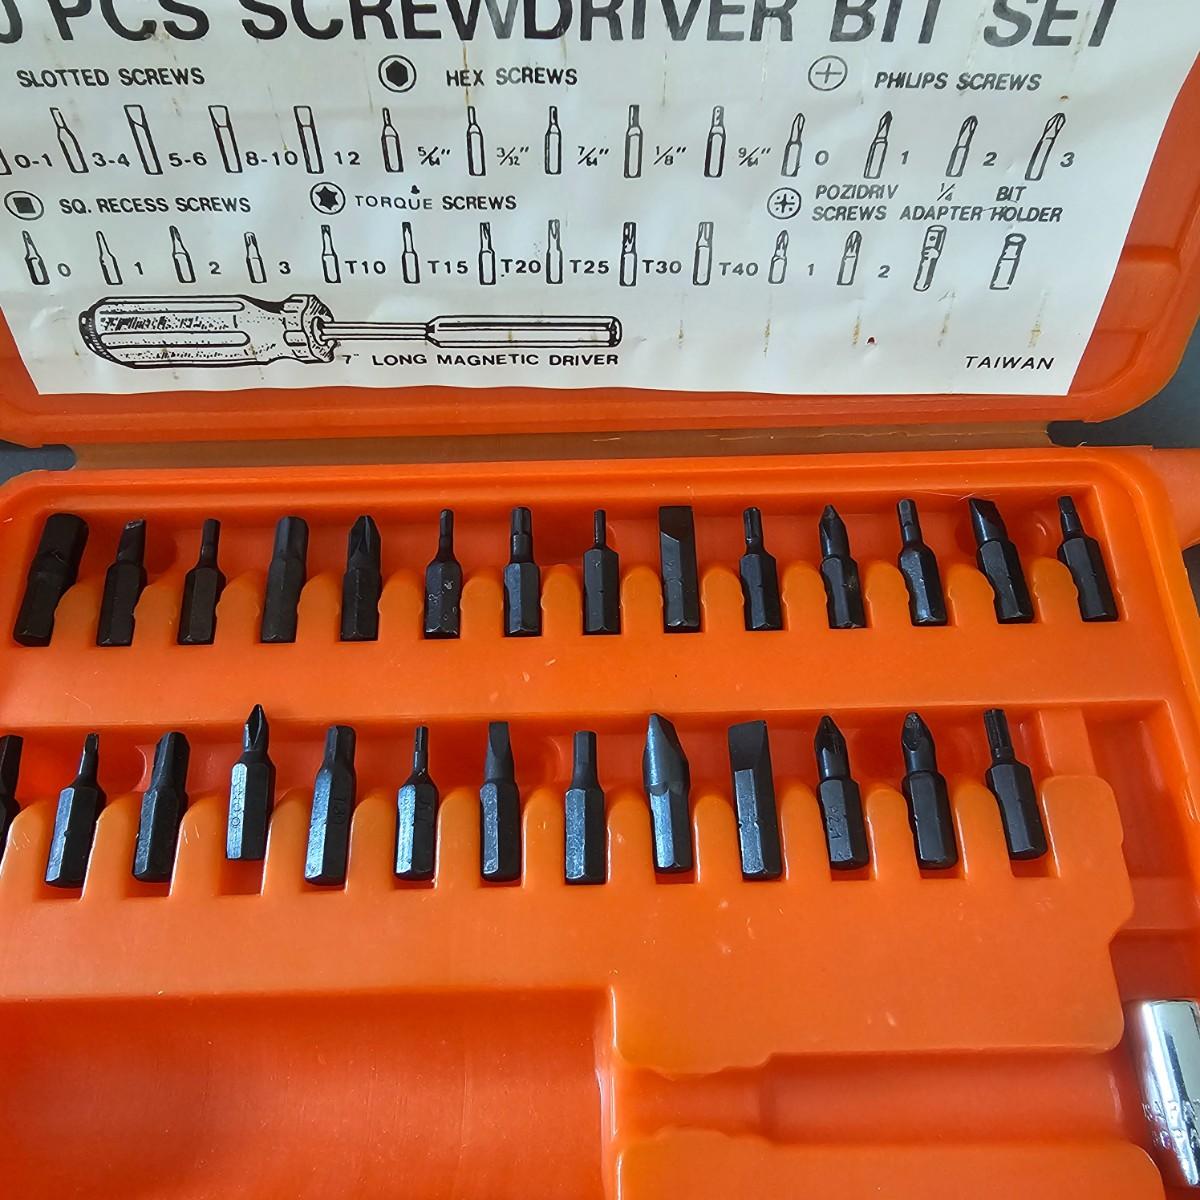 PCS SCREWDRIVER BIT SET
SLOTTED SCREWS HEX SCREWS PHILIPS SCREWS
0-1 3-4 5-6 8-10 12 5/64" 3/32" 7/64" 1/8" 9/64" 0 1 2 3
SQ. RECESS SCREWS TORQUE & SCREWS POZIDRIV SCREWS 1/4 ADAPTER BIT HOLDER
0 1 2 3 T10 T15 T20 T25 T30 T40 1 2
7" LONG MAGNETIC DRIVER TAIWAN